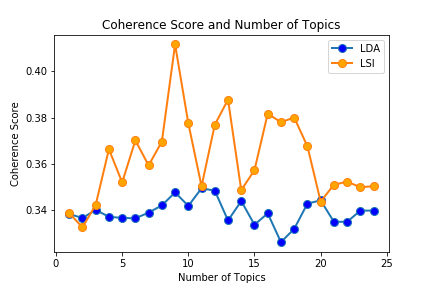 Coherence Score and Number of Topics
LDA
LSI
Coherence Score
0.40
0.38
0.36
0.34
0 5 10 15 20 25
Number of Topics